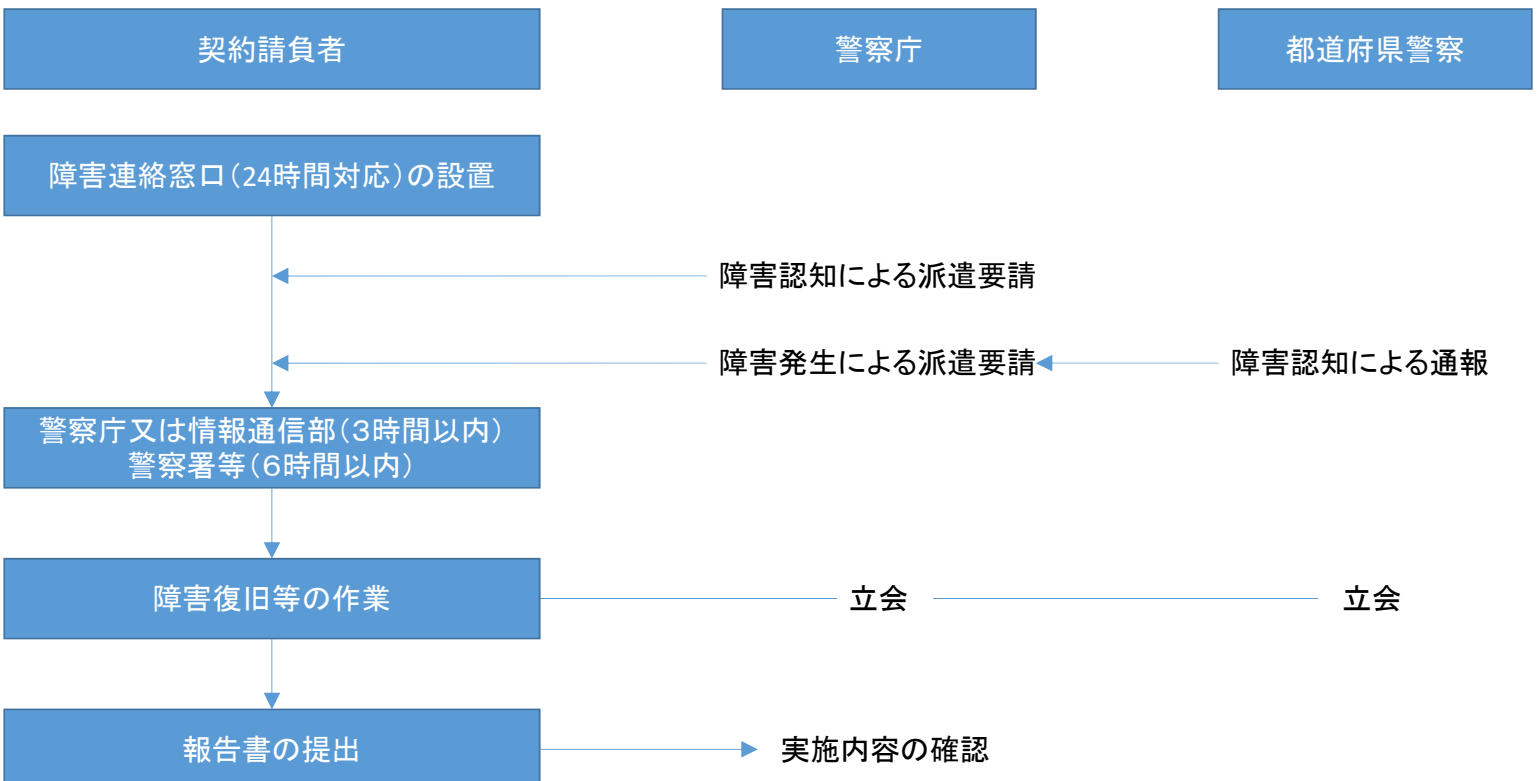 契約請負者
警察庁
都道府県警察
障害連絡窓口（24時間対応）の設置
障害認知による派遣要請
障害発生による派遣要請
障害認知による通報
警察庁又は情報通信部（３時間以内）
警察署等（６時間以内）
障害復旧等の作業
立会
立会
報告書の提出
実施内容の確認